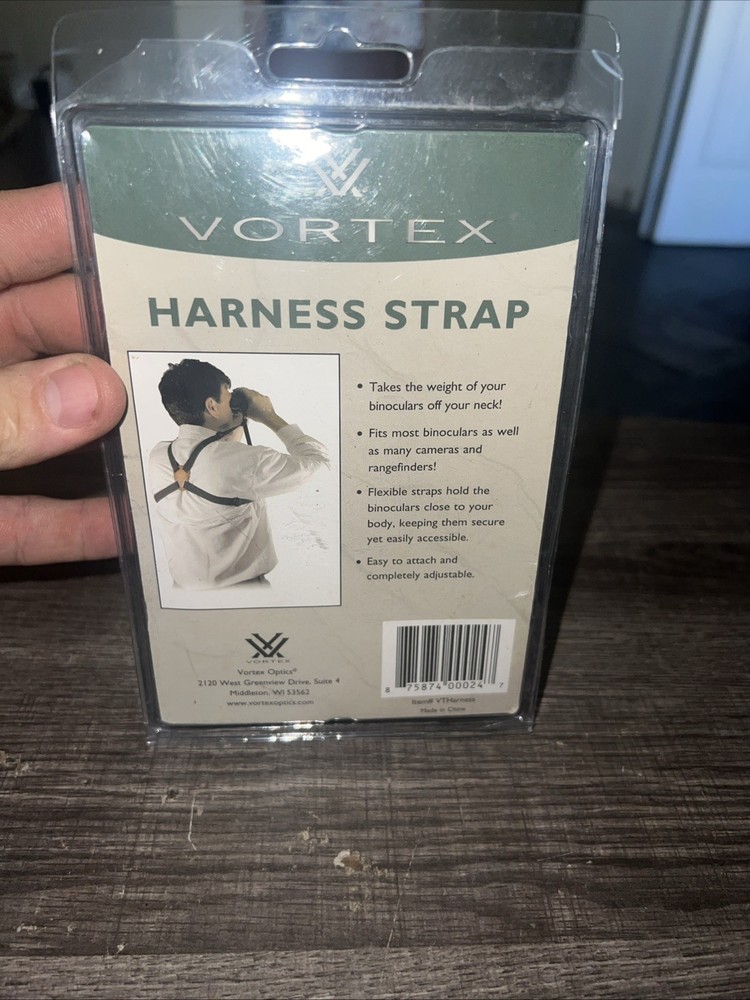 VORTEX
HARNESS STRAP
• Takes the weight of your
binoculars off your neck!
• Fits most binoculars as well
as many cameras and
rangefinders!
• Flexible straps hold the
binoculars close to your
body, keeping them secure
yet easily accessible.
• Easy to attach and
completely adjustable.
VORTEX
Vortex Optics®
2120 West Greenview Drive, Suite 4
Middleton, WI 53562
www.vortexoptics.com
8 75874 00024 7
Item# VTHarness
Made in China